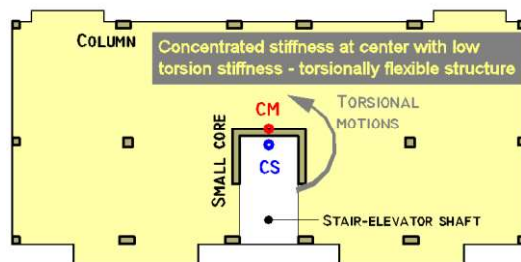 COLUMN
Concentrated stiffness at center with low
torsion stiffness - torsionally flexible structure
CM
TORSIONAL
MOTIONS
SMALL CORE
CS
STAIR-ELEVATOR SHAFT